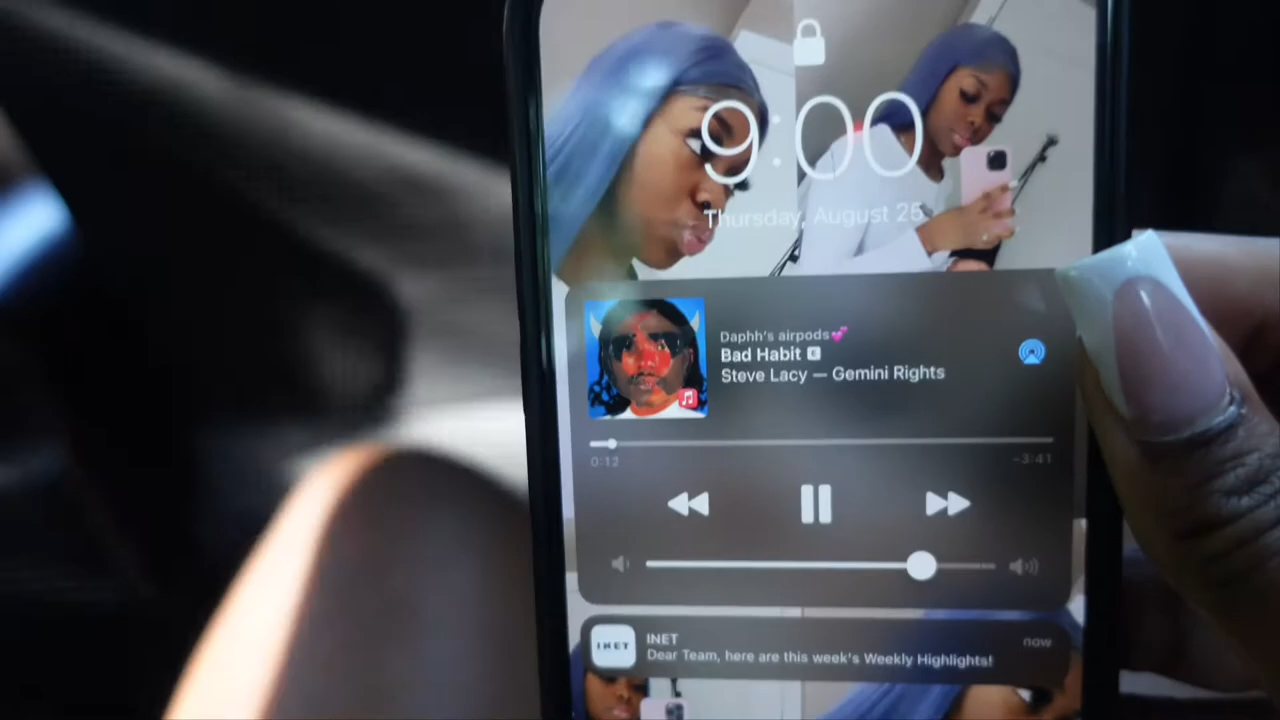 9:00
Thursday, August 25
Daphh's airpods💕
Bad Habit E
Steve Lacy — Gemini Rights
0:12
-3:41
INET
INET
now
Dear Team, here are this week's Weekly Highlights!